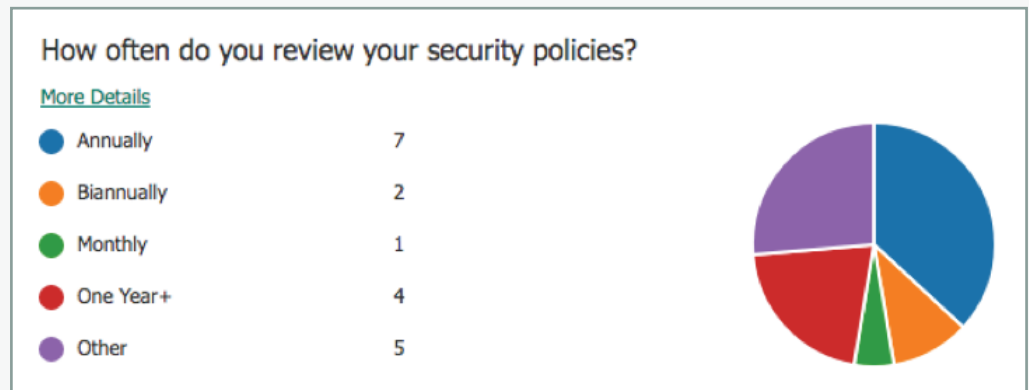 How often do you review your security policies?
More Details
Annually 7
Biannually 2
Monthly 1
One Year+ 4
Other 5